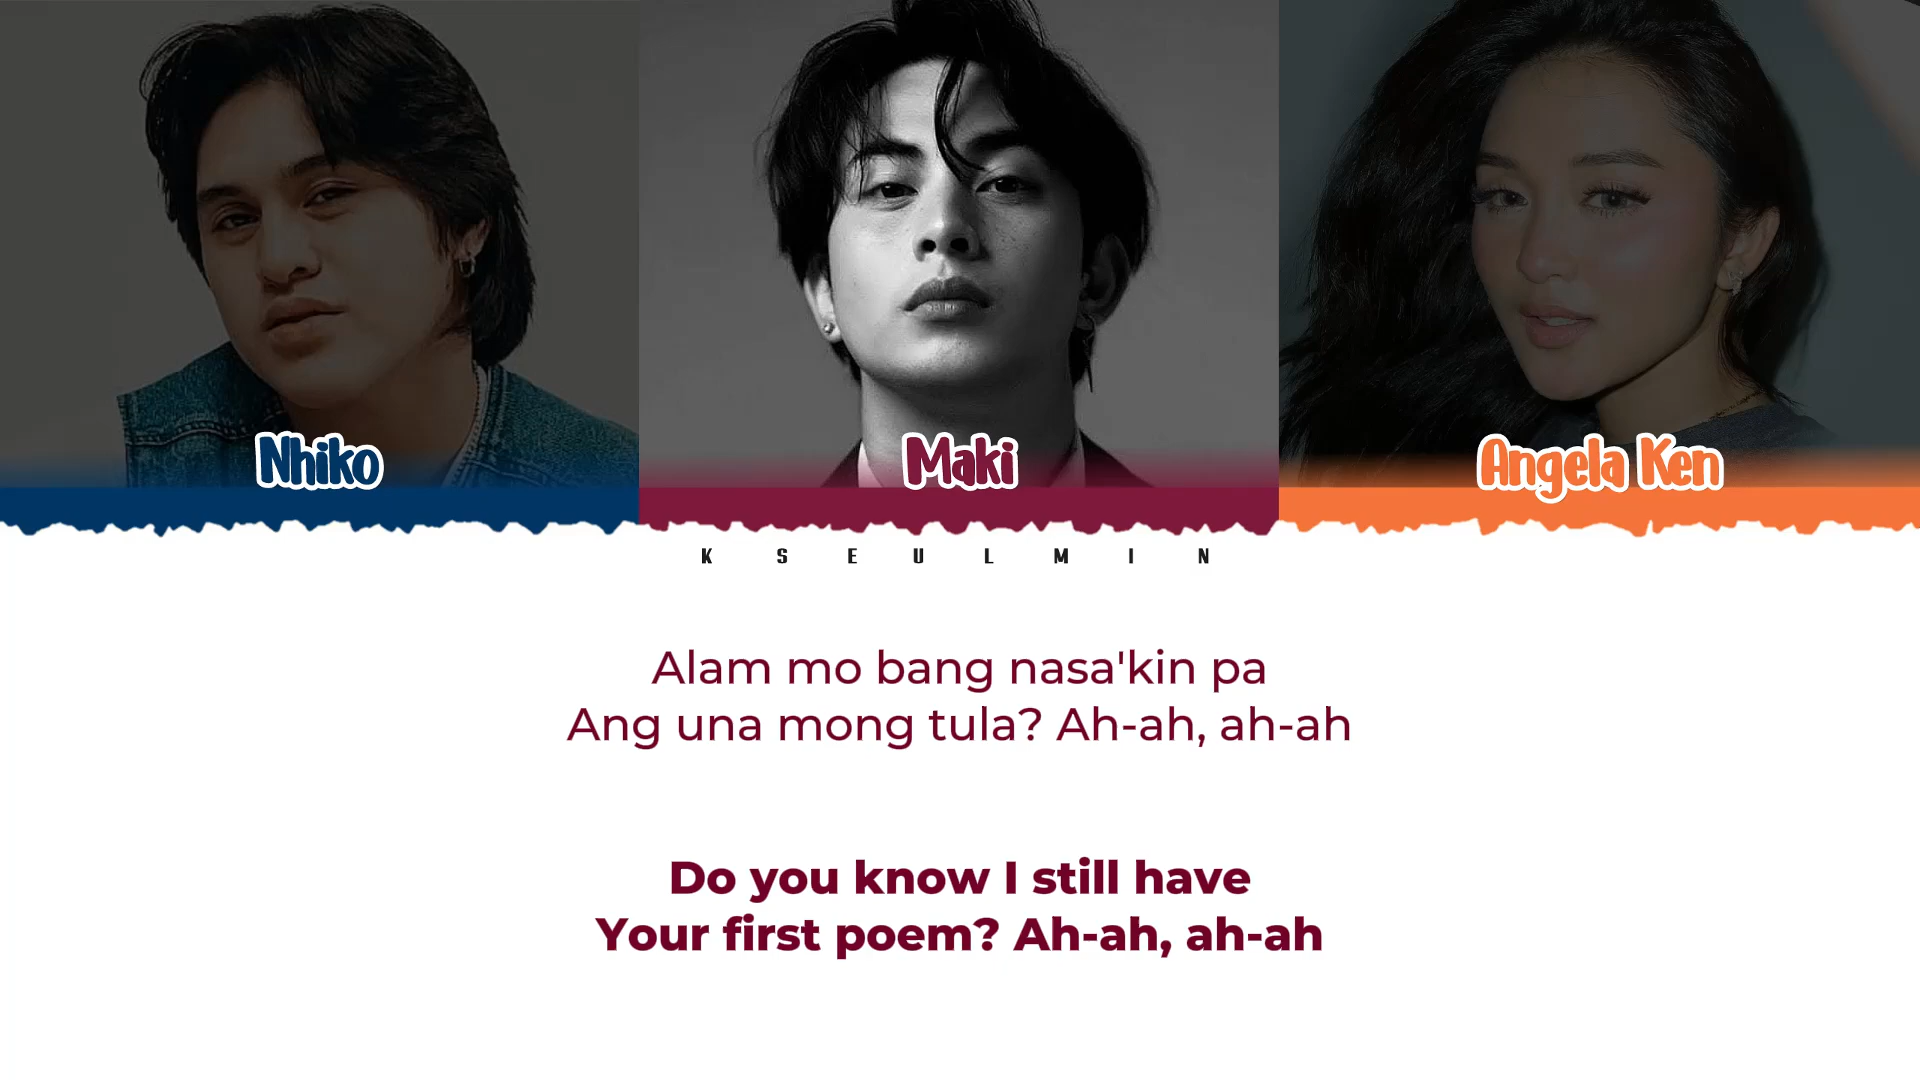 Nhiko
Maki
Angela Ken
KSEULMIN
Alam mo bang nasa'kin pa
Ang una mong tula? Ah-ah, ah-ah
Do you know I still have
Your first poem? Ah-ah, ah-ah